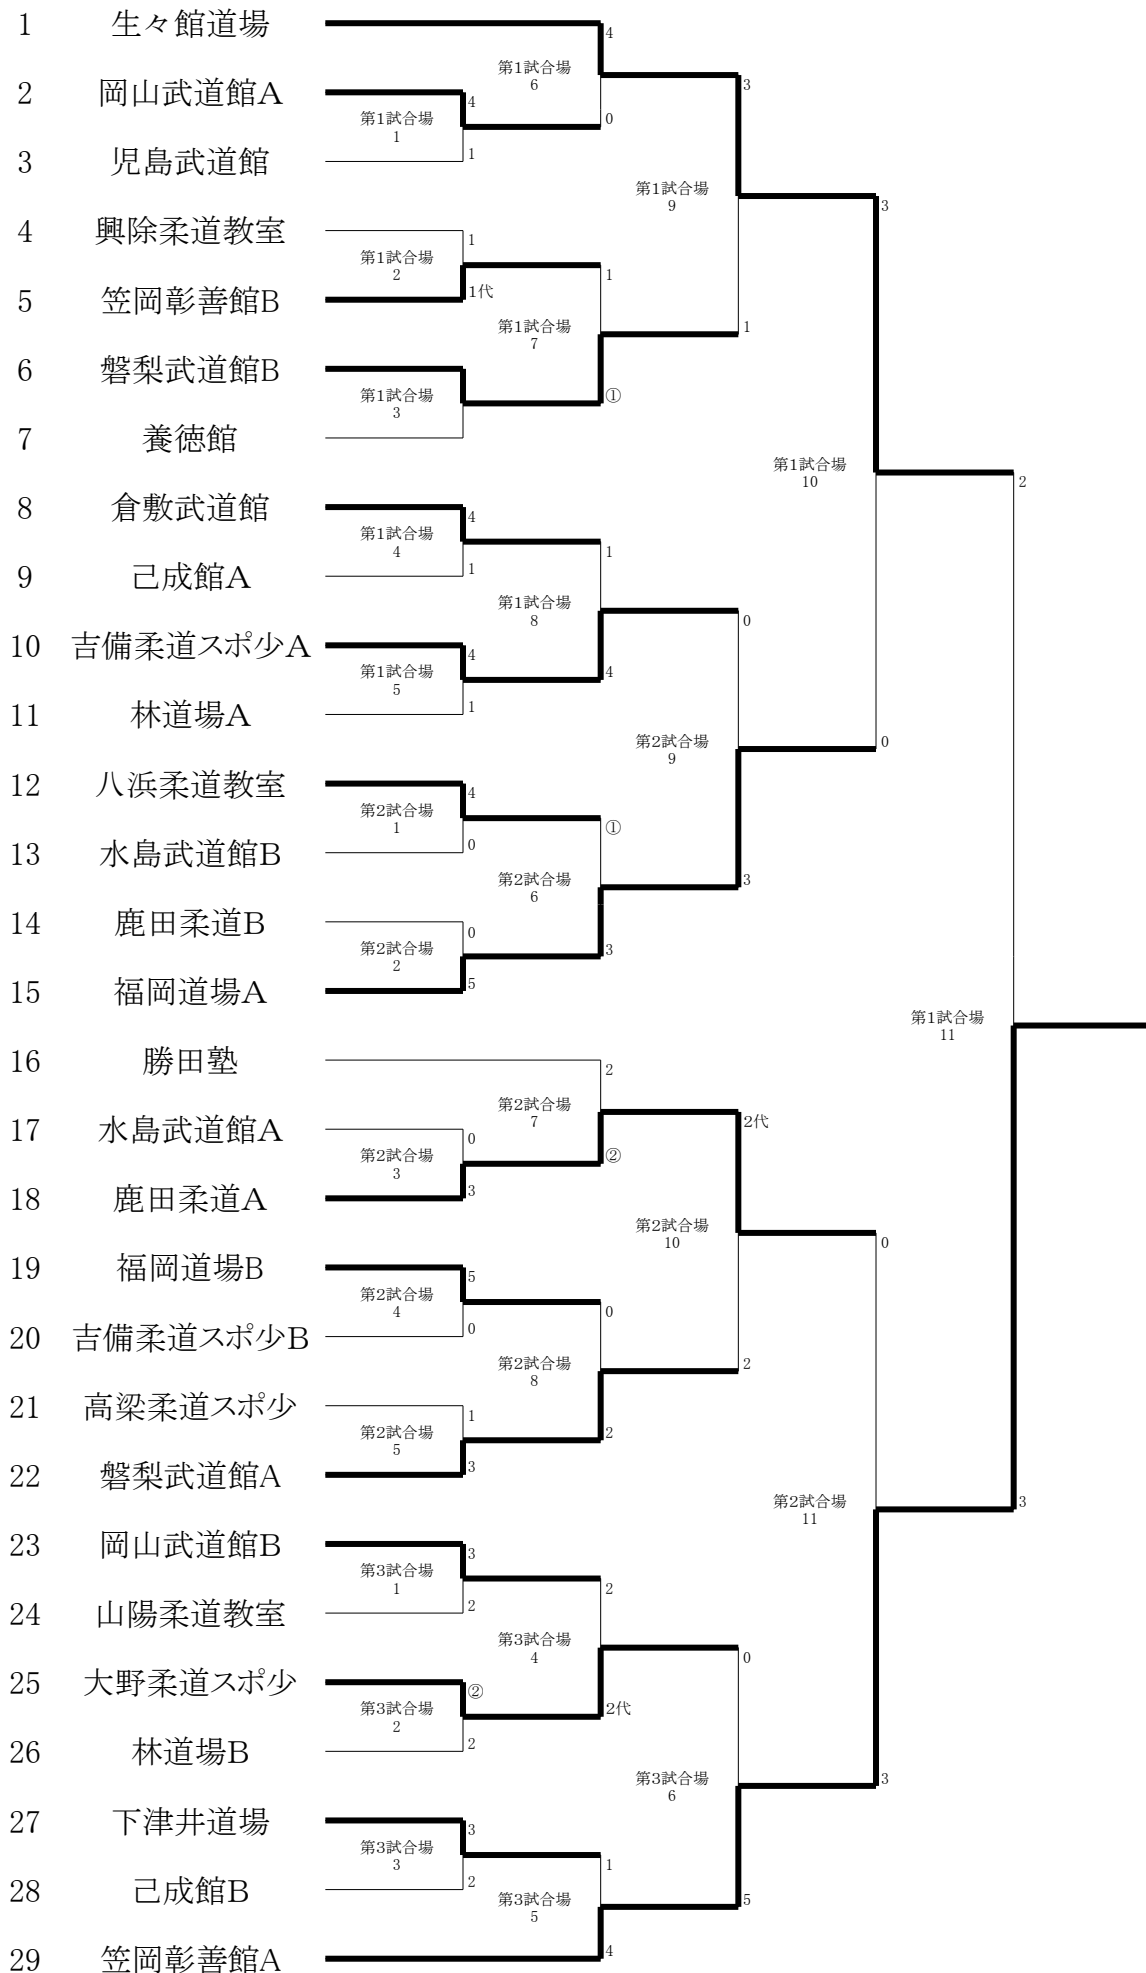 1 生々館道場
2 岡山武道館A
3 児島武道館
4 興除柔道教室
5 笠岡彰善館B
6 磐梨武道館B
7 養徳館
8 倉敷武道館
9 己成館A
10 吉備柔道スポ少A
11 林道場A
12 八浜柔道教室
13 水島武道館B
14 鹿田柔道B
15 福岡道場A
16 勝田塾
17 水島武道館A
18 鹿田柔道A
19 福岡道場B
20 吉備柔道スポ少B
21 高梁柔道スポ少
22 磐梨武道館A
23 岡山武道館B
24 山陽柔道教室
25 大野柔道スポ少
26 林道場B
27 下津井道場
28 己成館B
29 笠岡彰善館A
4
第1試合場
1
1
1
第1試合場
2
1代
第1試合場
3
4
第1試合場
4
1
4
第1試合場
5
1
4
第2試合場
1
0
0
第2試合場
2
5
0
第2試合場
3
3
5
第2試合場
4
0
1
第2試合場
5
3
3
第3試合場
1
2
②
第3試合場
2
2
3
第3試合場
3
2
4
第1試合場
6
0
1
第1試合場
7
①
1
第1試合場
8
4
①
第2試合場
6
3
2
第2試合場
7
②
0
第2試合場
8
2
2
第3試合場
4
2代
1
第3試合場
5
4
3
第1試合場
9
1
0
第2試合場
9
3
2代
第2試合場
10
2
0
第3試合場
6
5
3
第1試合場
10
0
0
第2試合場
11
3
2
第1試合場
11
3